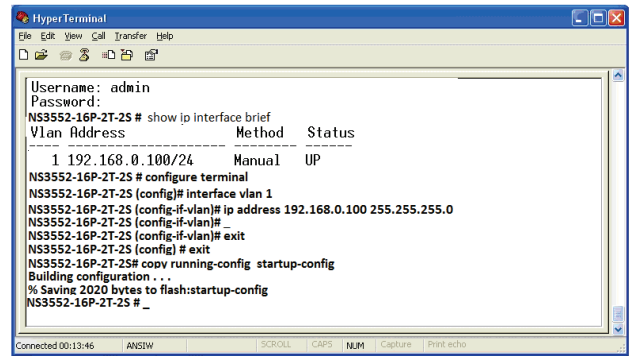 HyperTerminal
File Edit View Call Transfer Help
Username: admin
Password:
NS3552-16P-2T-2S # show ip interface brief
Vlan Address Method Status
---- -------------------- -------- ------
1 192.168.0.100/24 Manual UP
NS3552-16P-2T-2S # configure terminal
NS3552-16P-2T-2S (config)# interface vlan 1
NS3552-16P-2T-2S (config-if-vlan)# ip address 192.168.0.100 255.255.255.0
NS3552-16P-2T-2S (config-if-vlan)# _
NS3552-16P-2T-2S (config-if-vlan)# exit
NS3552-16P-2T-2S (config) # exit
NS3552-16P-2T-2S# copy running-config startup-config
Building configuration . . .
% Saving 2020 bytes to flash:startup-config
NS3552-16P-2T-2S # _
Connected 00:13:46 ANSIW SCROLL CAPS NUM Capture Print echo